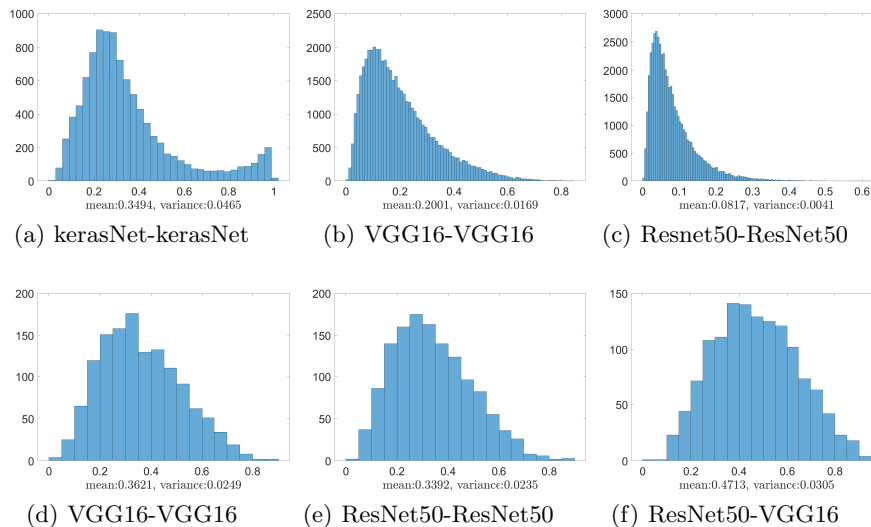 1000
800
600
400
200
0
0 0.2 0.4 0.6 0.8 1
mean:0.3494, variance:0.0465
(a) kerasNet-kerasNet
2500
2000
1500
1000
500
0
0 0.2 0.4 0.6 0.8
mean:0.2001, variance:0.0169
(b) VGG16-VGG16
3000
2500
2000
1500
1000
500
0
0 0.1 0.2 0.3 0.4 0.5 0.6
mean:0.0817, variance:0.0041
(c) Resnet50-ResNet50
200
150
100
50
0
0 0.2 0.4 0.6 0.8
mean:0.3621, variance:0.0249
(d) VGG16-VGG16
200
150
100
50
0
0 0.2 0.4 0.6 0.8
mean:0.3392, variance:0.0235
(e) ResNet50-ResNet50
150
100
50
0
0 0.2 0.4 0.6 0.8
mean:0.4713, variance:0.0305
(f) ResNet50-VGG16